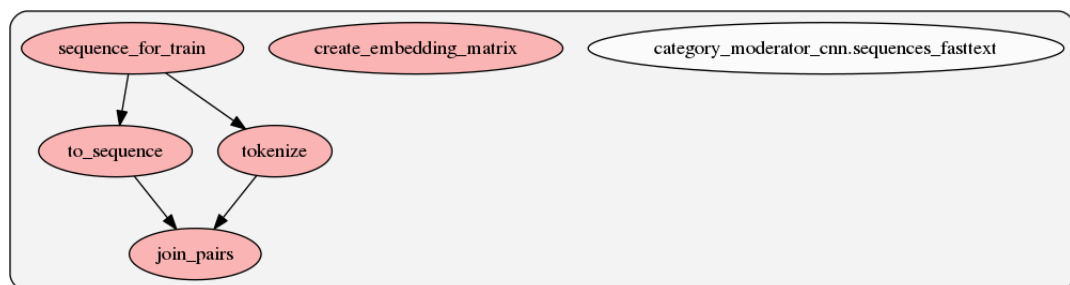 sequence_for_train
create_embedding_matrix
category_moderator_cnn.sequences_fasttext
to_sequence
tokenize
join_pairs